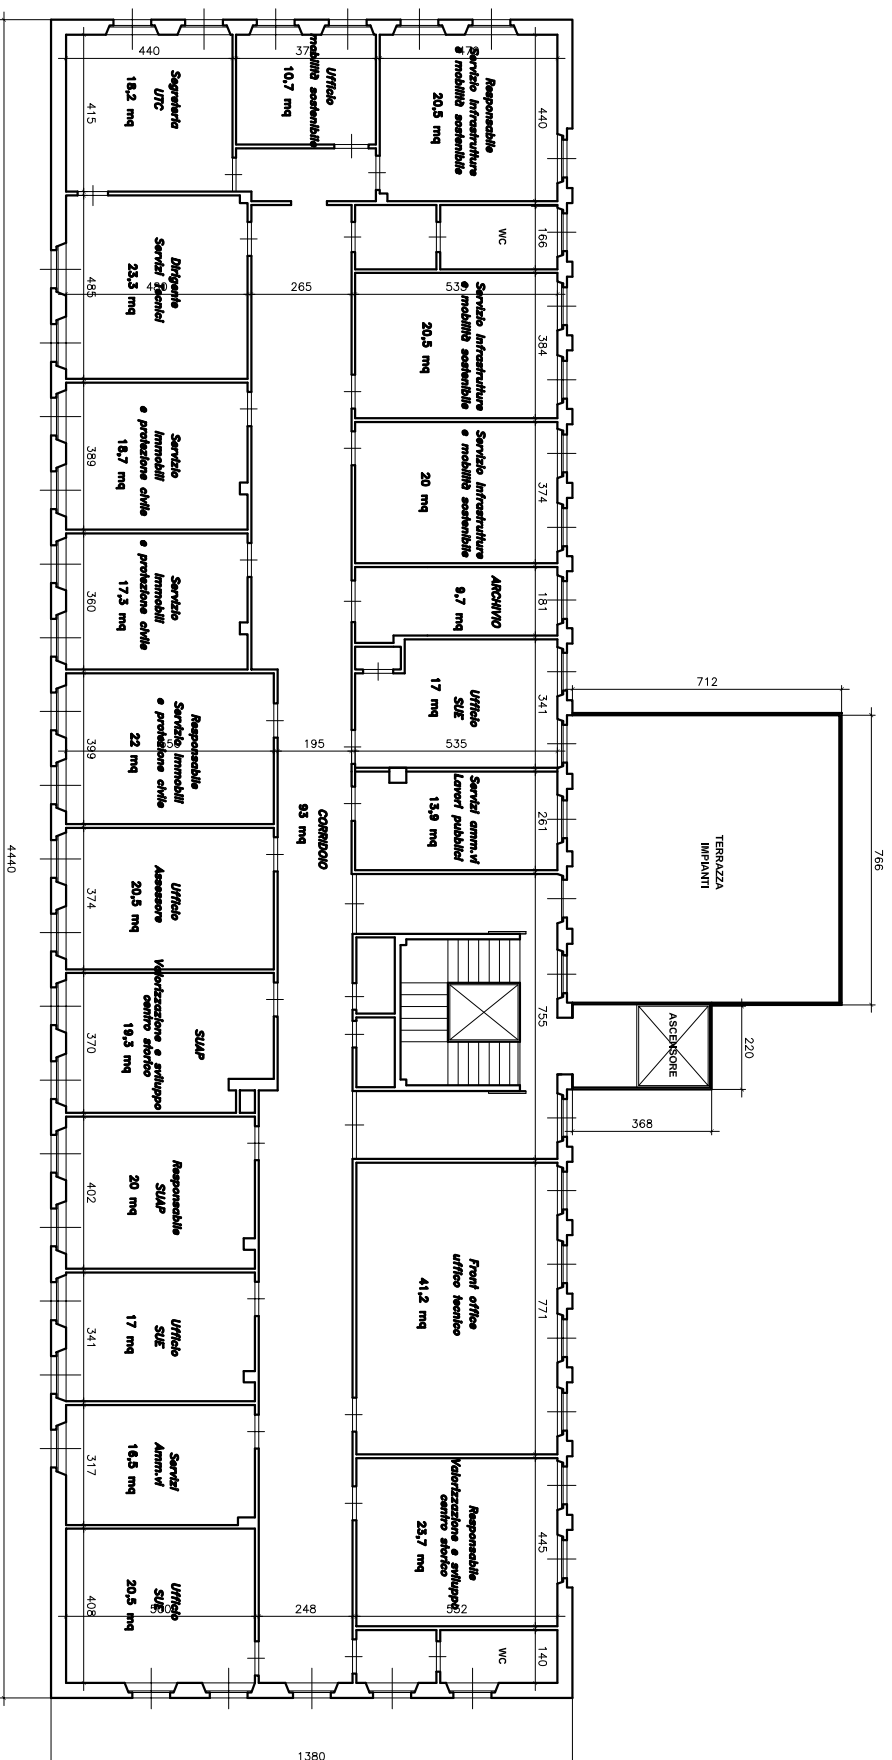 440
37
47
Segreteria
UTC
18,2 mq
415
Ufficio
mobilità sostenibile
10,7 mq
Responsabile
Servizio Infrastrutture
e mobilità sostenibile
20,5 mq
440
WC
166
Dirigente
Servizi Tecnici
23,3 mq
485
265
535
Servizio Infrastrutture
e mobilità sostenibile
20,5 mq
384
Servizio
Immobili
e protezione civile
18,7 mq
389
Servizio Infrastrutture
e mobilità sostenibile
20 mq
374
Servizio
Immobili
e protezione civile
17,3 mq
360
ARCHIVIO
9,7 mq
181
Ufficio
SUE
17 mq
341
712
Responsabile
Servizio Immobili
e protezione civile
22 mq
399
195
535
Servizi amm.vi
Lavori pubblici
13,9 mq
261
CORRIDOIO
93 mq
TERRAZZA
IMPIANTI
766
4440
Ufficio
Assessore
20,5 mq
374
SUAP
Valorizzazione e sviluppo
centro storico
19,3 mq
370
755
ASCENSORE
220
368
Responsabile
SUAP
20 mq
402
Front office
uffico tecnico
41,2 mq
771
Ufficio
SUE
17 mq
341
Servizi
Amm.vi
16,5 mq
317
Responsabile
Valorizzazione e sviluppo
centro storico
23,7 mq
445
Ufficio
SUE
20,5 mq
408
500
248
532
WC
140
1380